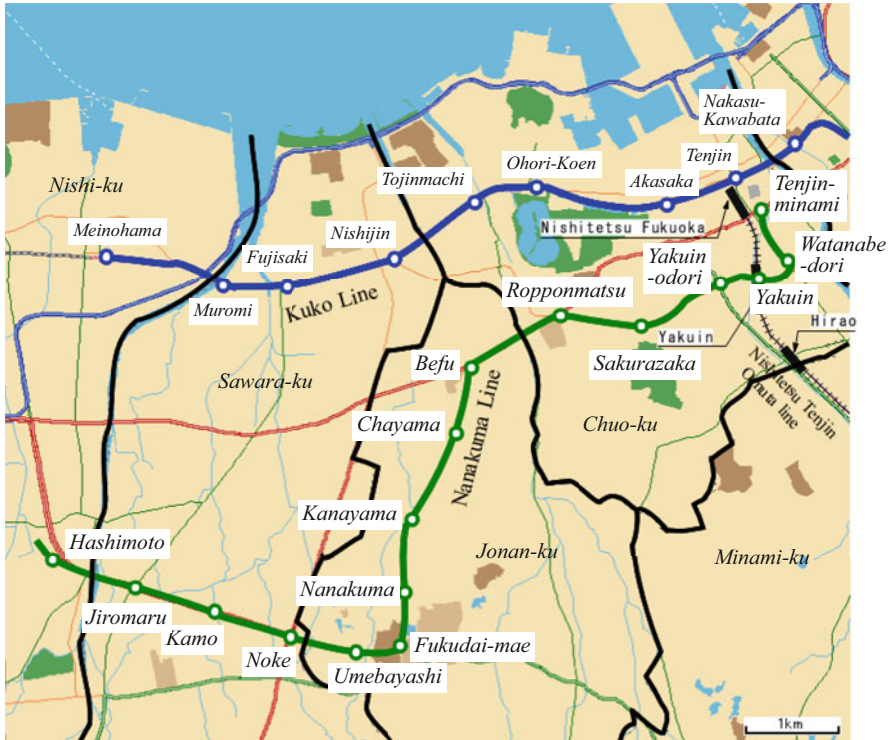 Nakasu-
Kawabata
Ohori-Koen
Tenjin
Tojinmachi
Akasaka
Tenjin-
minami
Nishi-ku
Meinohama
Nishijin
Nishitetsu Fukuoka
Fujisaki
Yakuin
-odori
Watanabe
-dori
Muromi
Kuko Line
Ropponmatsu
Yakuin
Hirao
Yakuin
Befu
Sakurazaka
Nishitetsu Tenjin
Omuta line
Sawara-ku
Chayama
Nanakuma Line
Chuo-ku
Kanayama
Hashimoto
Jonan-ku
Minami-ku
Nanakuma
Jiromaru
Kamo
Noke
Fukudai-mae
Umebayashi
1km